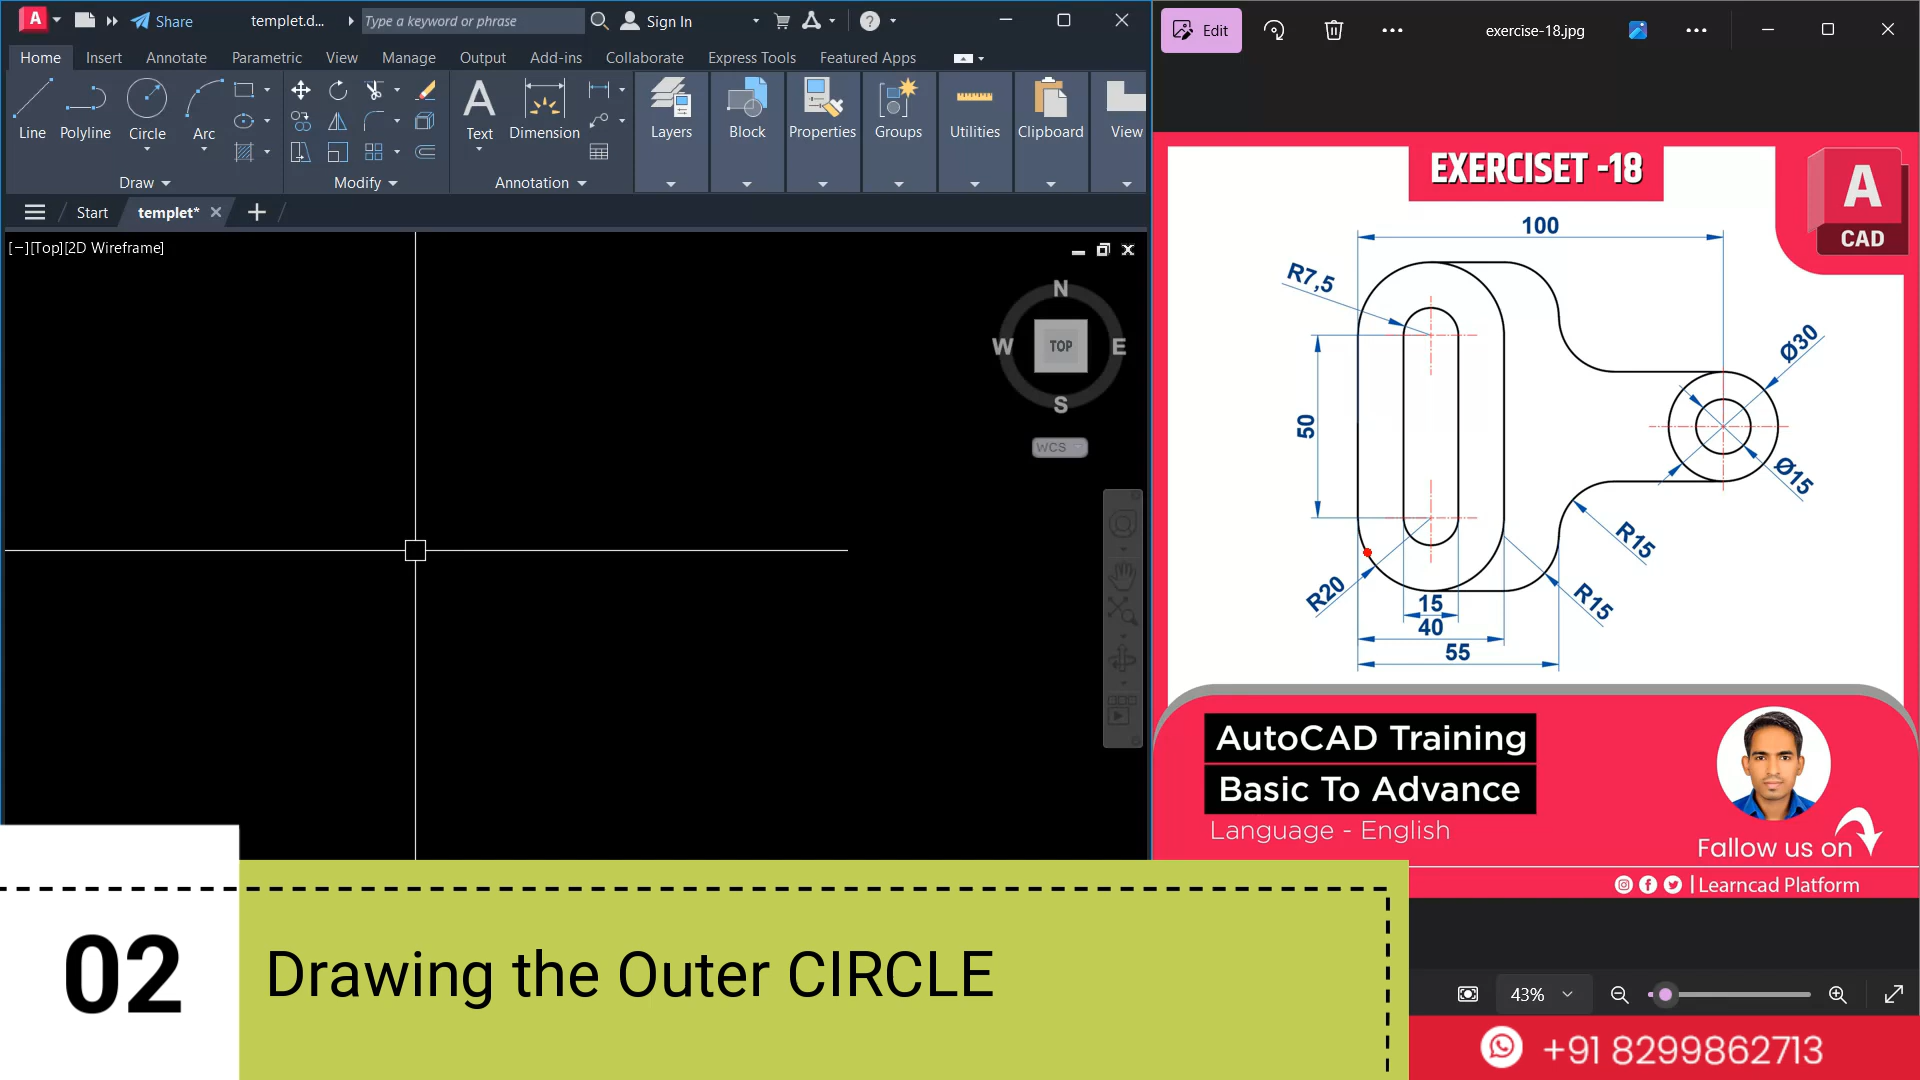 A Share templet.d... Type a keyword or phrase Sign In ?
Home Insert Annotate Parametric View Manage Output Add-ins Collaborate Express Tools Featured Apps
Line Polyline Circle Arc Text Dimension Layers Block Properties Groups Utilities Clipboard View
Draw Modify Annotation
Start templet*
[−][Top][2D Wireframe]
N
W TOP E
S
WCS
Edit exercise-18.jpg
EXERCISET -18
A
CAD
100
R7,5
Ø30
50
Ø15
R15
R20
R15
15
40
55
AutoCAD Training
Basic To Advance
Language - English
Fallow us on
|Learncad Platform
43%
+91 8299862713
02
Drawing the Outer CIRCLE